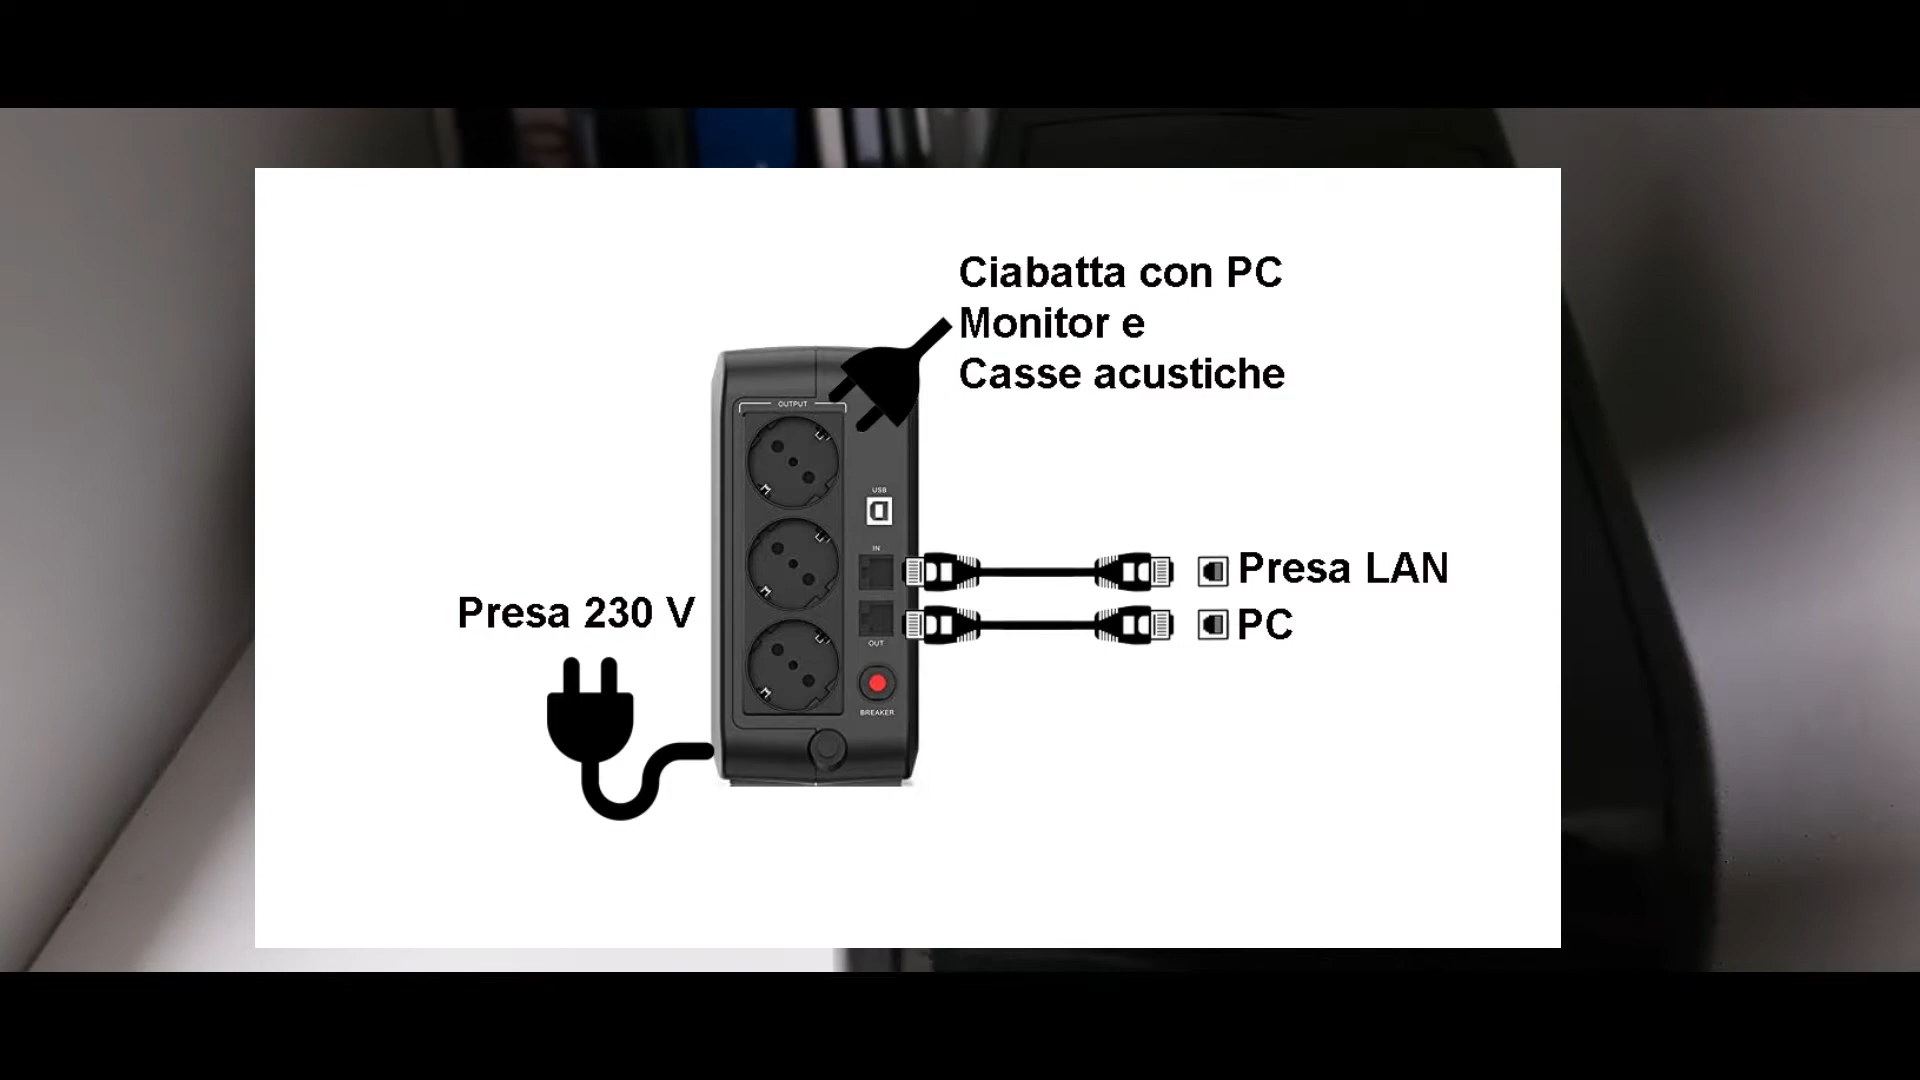 Ciabatta con PC
Monitor e
Casse acustiche
OUTPUT
USB
IN
Presa LAN
Presa 230 V
PC
OUT
BREAKER